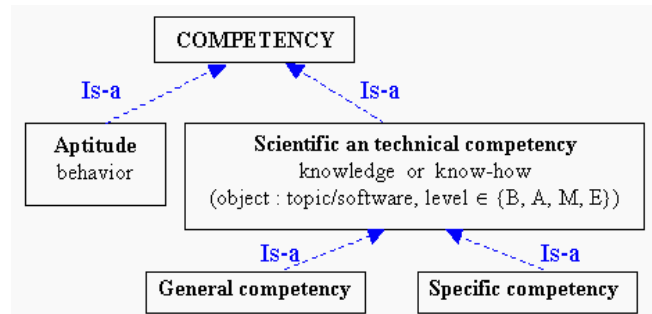 COMPETENCY
Is-a
Is-a
Aptitude
behavior
Scientific an technical competency
knowledge or know-how
(object : topic/software, level ∈ {B, A, M, E})
Is-a
Is-a
General competency
Specific competency